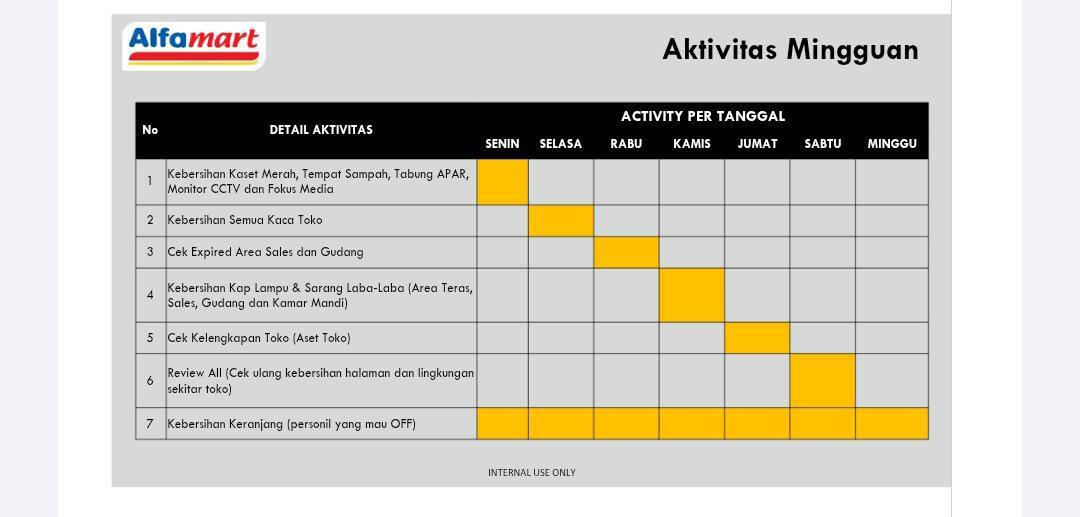 Alfamart
Aktivitas Mingguan
No
DETAIL AKTIVITAS
ACTIVITY PER TANGGAL
SENIN SELASA RABU KAMIS JUMAT SABTU MINGGU
1 Kebersihan Kaset Merah, Tempat Sampah, Tabung APAR,
Monitor CCTV dan Fokus Media
2 Kebersihan Semua Kaca Toko
3 Cek Expired Area Sales dan Gudang
4 Kebersihan Kap Lampu & Sarang Laba-Laba (Area Teras,
Sales, Gudang dan Kamar Mandi)
5 Cek Kelengkapan Toko (Aset Toko)
6 Review All (Cek ulang kebersihan halaman dan lingkungan
sekitar toko)
7 Kebersihan Keranjang (personil yang mau OFF)
INTERNAL USE ONLY